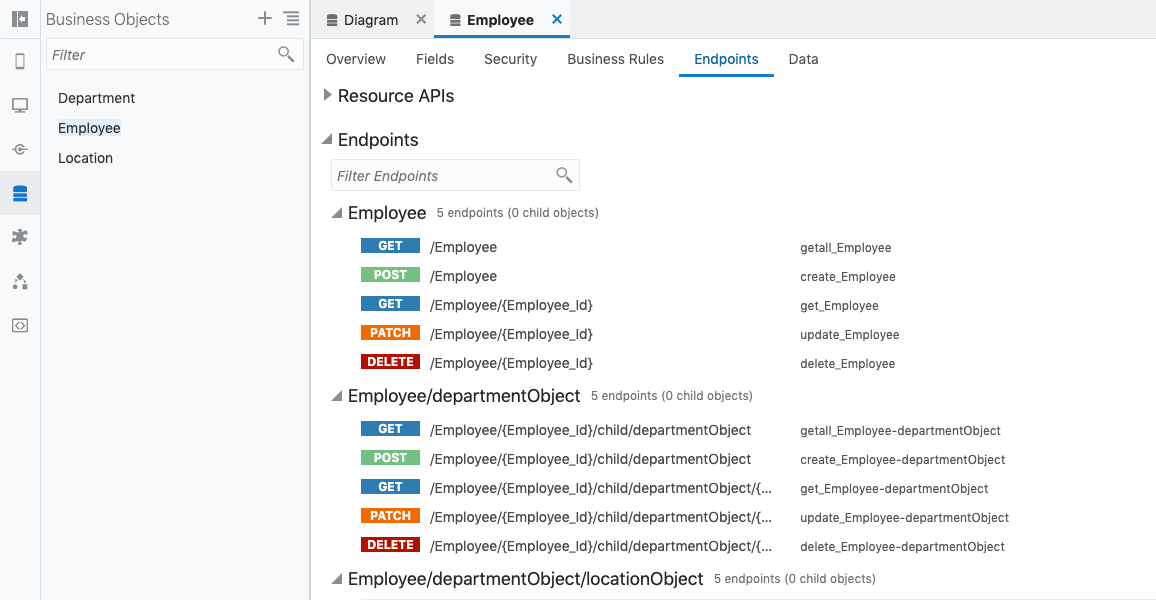 Business Objects
Filter
Department
Employee
Location
Diagram
Employee
Overview Fields Security Business Rules Endpoints Data
Resource APIs
Endpoints
Filter Endpoints
Employee 5 endpoints (0 child objects)
GET /Employee getall_Employee
POST /Employee create_Employee
GET /Employee/{Employee_Id} get_Employee
PATCH /Employee/{Employee_Id} update_Employee
DELETE /Employee/{Employee_Id} delete_Employee
Employee/departmentObject 5 endpoints (0 child objects)
GET /Employee/{Employee_Id}/child/departmentObject getall_Employee-departmentObject
POST /Employee/{Employee_Id}/child/departmentObject create_Employee-departmentObject
GET /Employee/{Employee_Id}/child/departmentObject/{... get_Employee-departmentObject
PATCH /Employee/{Employee_Id}/child/departmentObject/{... update_Employee-departmentObject
DELETE /Employee/{Employee_Id}/child/departmentObject/{... delete_Employee-departmentObject
Employee/departmentObject/locationObject 5 endpoints (0 child objects)